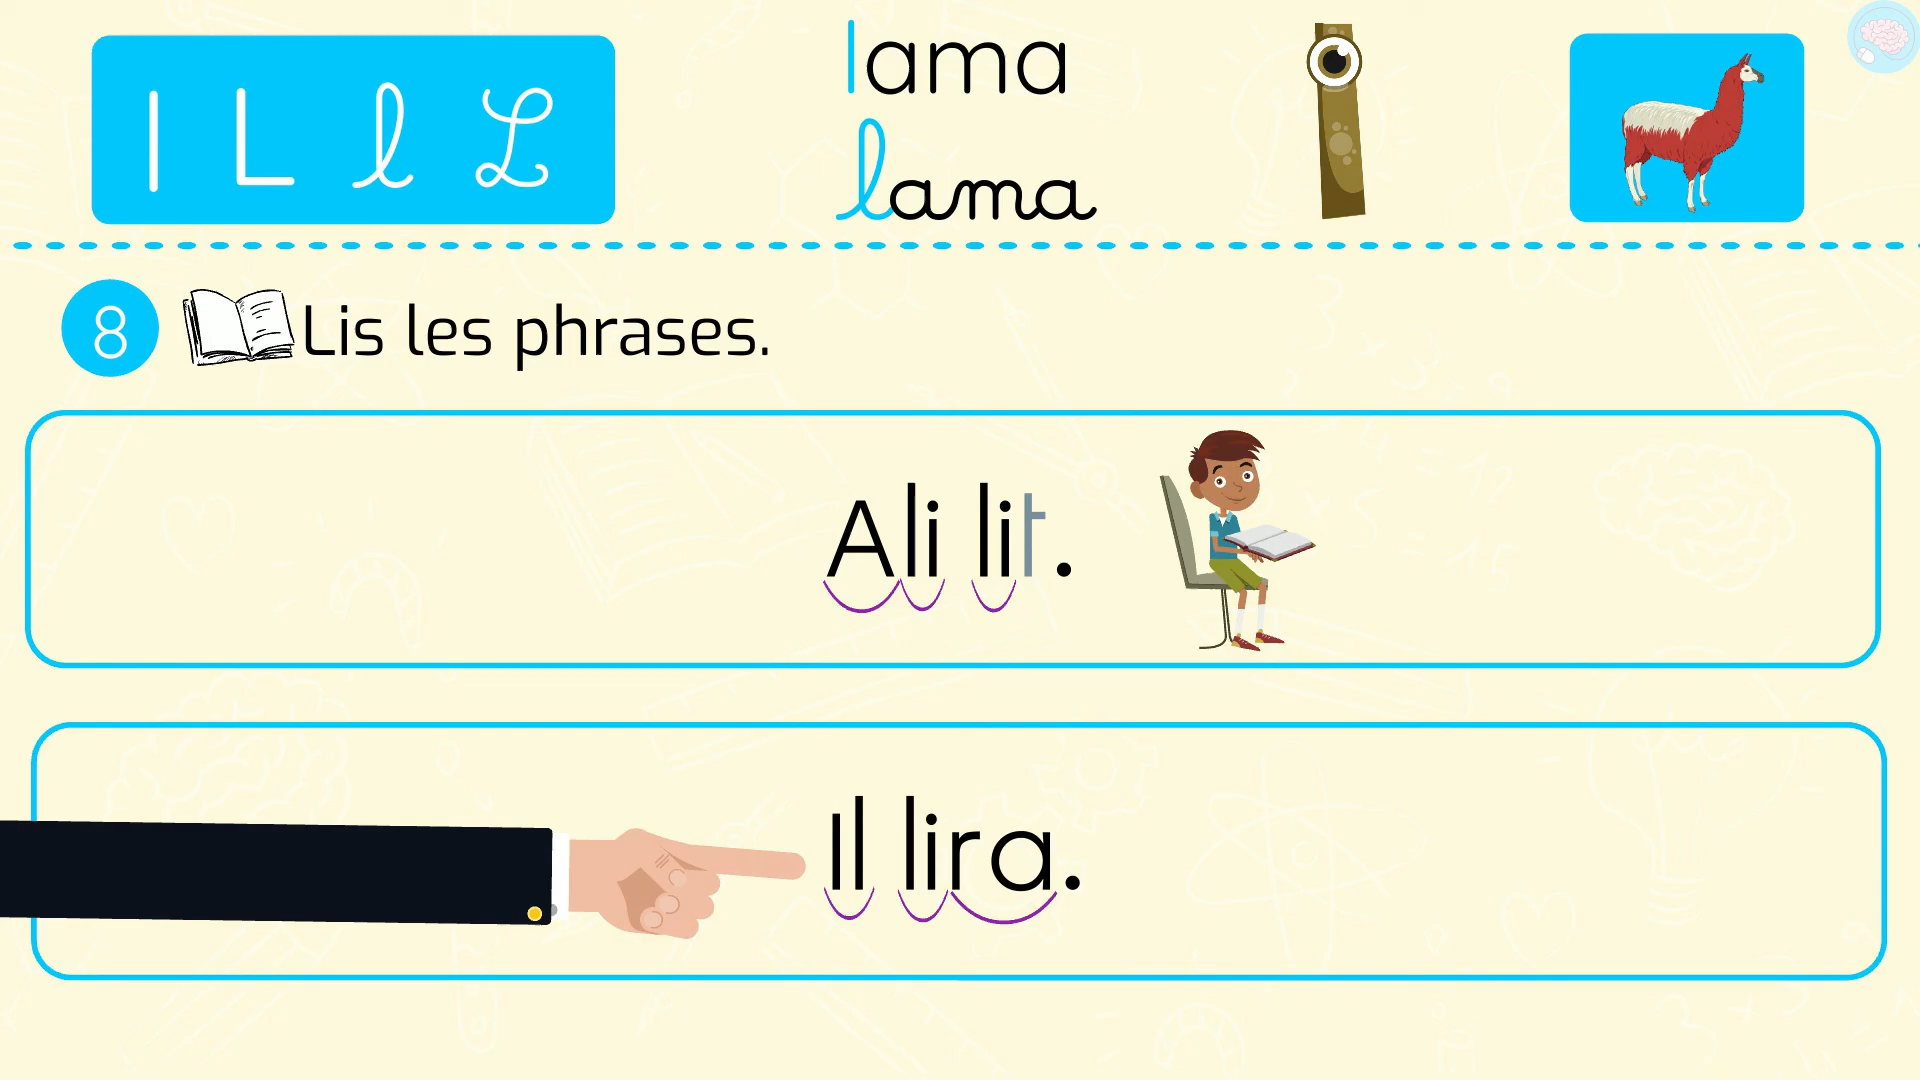 l L l L
lama
lama
8 Lis les phrases.
Ali lit.
Il lira.